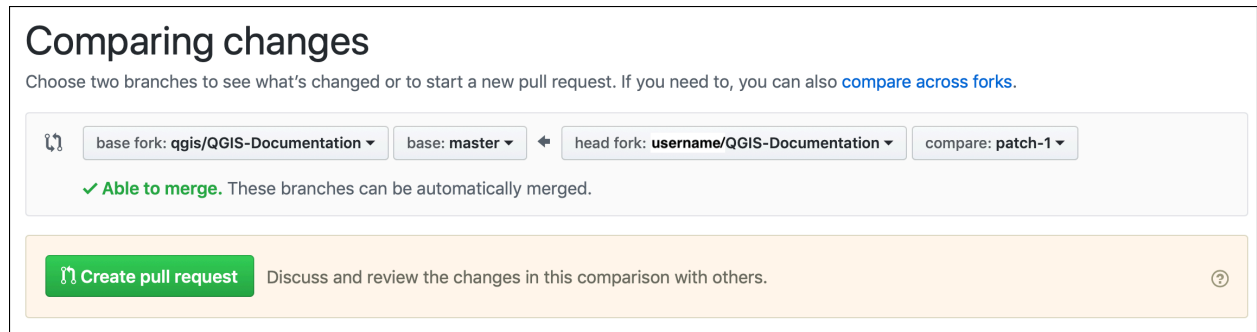 Comparing changes
Choose two branches to see what's changed or to start a new pull request. If you need to, you can also compare across forks.
base fork: qgis/QGIS-Documentation base: master head fork: username/QGIS-Documentation compare: patch-1
Able to merge. These branches can be automatically merged.
Create pull request Discuss and review the changes in this comparison with others. ?